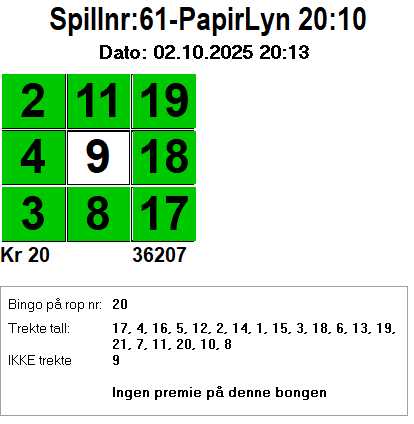 Spillnr:61-PapirLyn 20:10
Dato: 02.10.2025 20:13
2 11 19
4 9 18
3 8 17
Kr 20 36207
Bingo på rop nr: 20
Trekte tall: 17, 4, 16, 5, 12, 2, 14, 1, 15, 3, 18, 6, 13, 19,
21, 7, 11, 20, 10, 8
IKKE trekte 9
Ingen premie på denne bongen